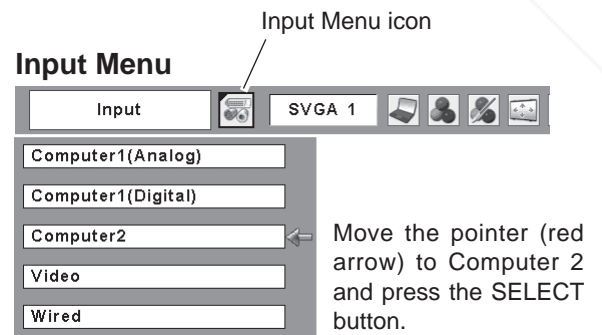 Input Menu icon
Input Menu
Input
SVGA 1
Computer1(Analog)
Computer1(Digital)
Computer2
Video
Wired
Move the pointer (red
arrow) to Computer 2
and press the SELECT
button.